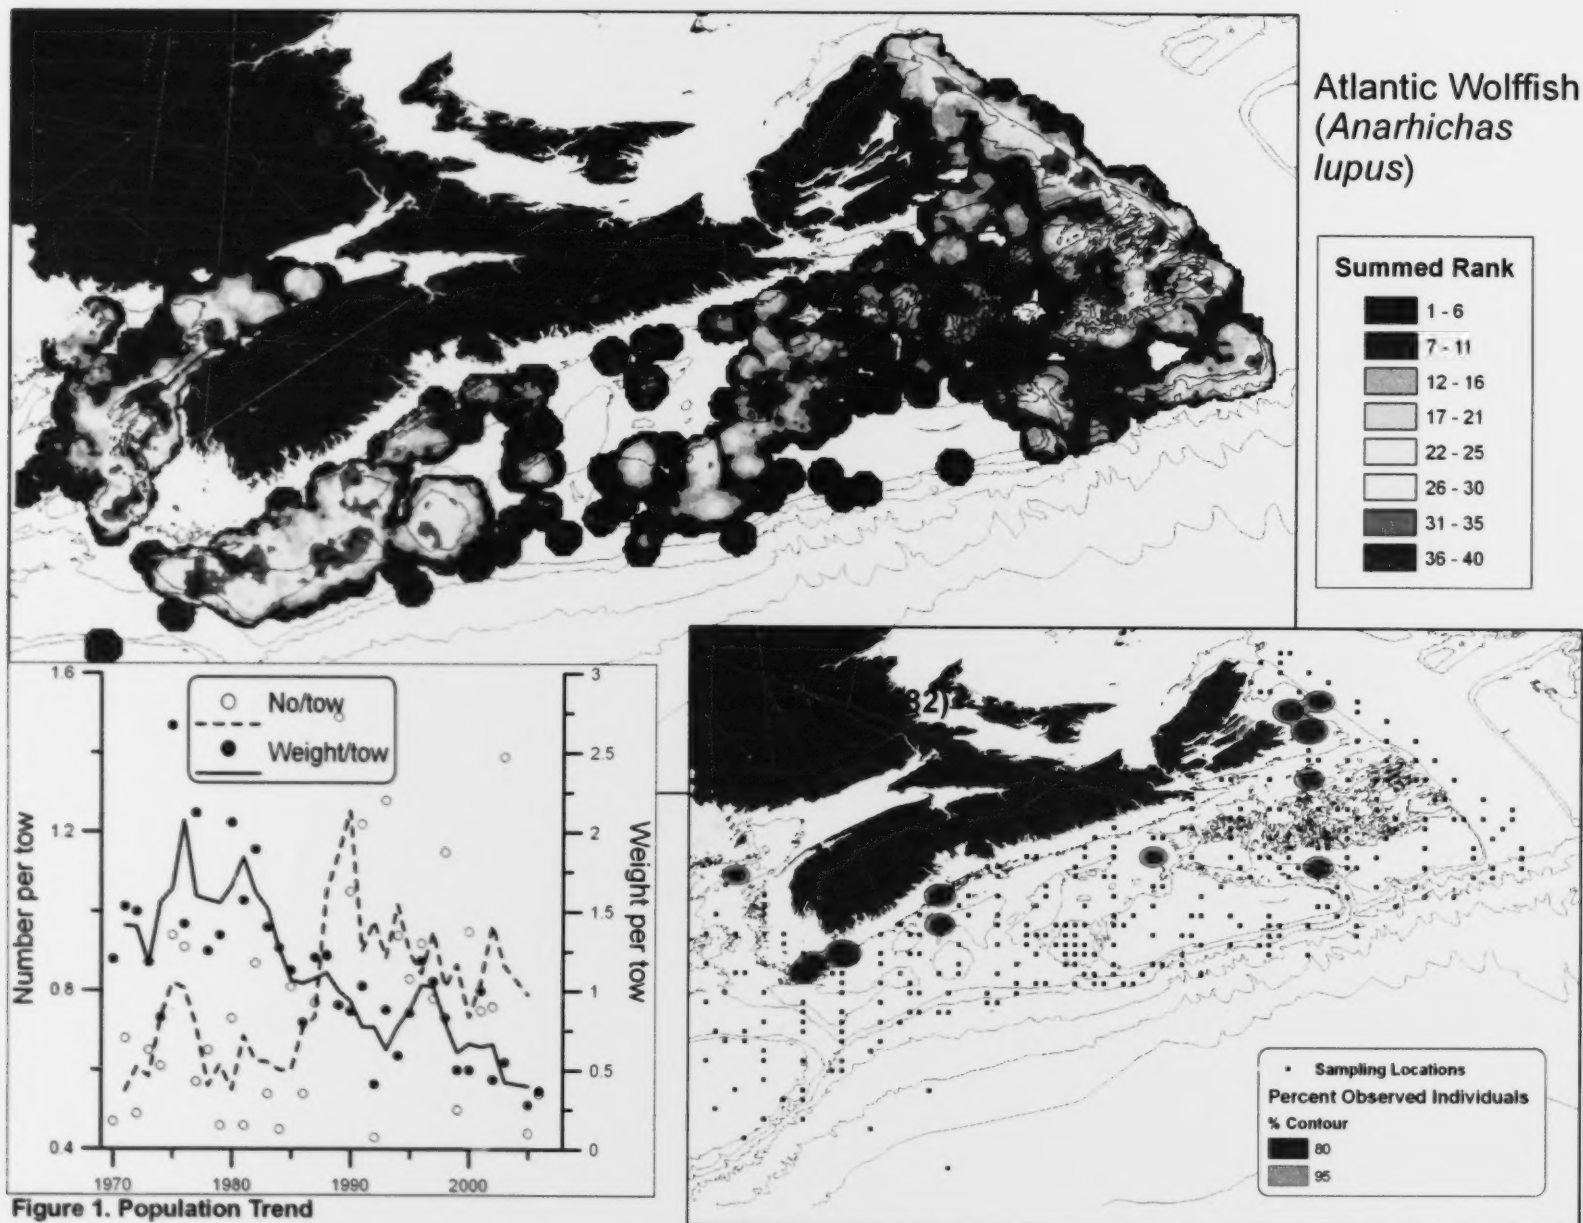 Atlantic Wolffish
(Anarhichas
lupus)
Summed Rank
1 - 6
7 - 11
12 - 16
17 - 21
22 - 25
26 - 30
31 - 35
36 - 40
1.6
1.2
0.8
0.4
Number per tow
No/tow
Weight/tow
3
2.5
2
1.5
1
0.5
0
Weight per tow
1970
1980
1990
2000
Figure 1. Population Trend
32)
Sampling Locations
Percent Observed Individuals
% Contour
80
95